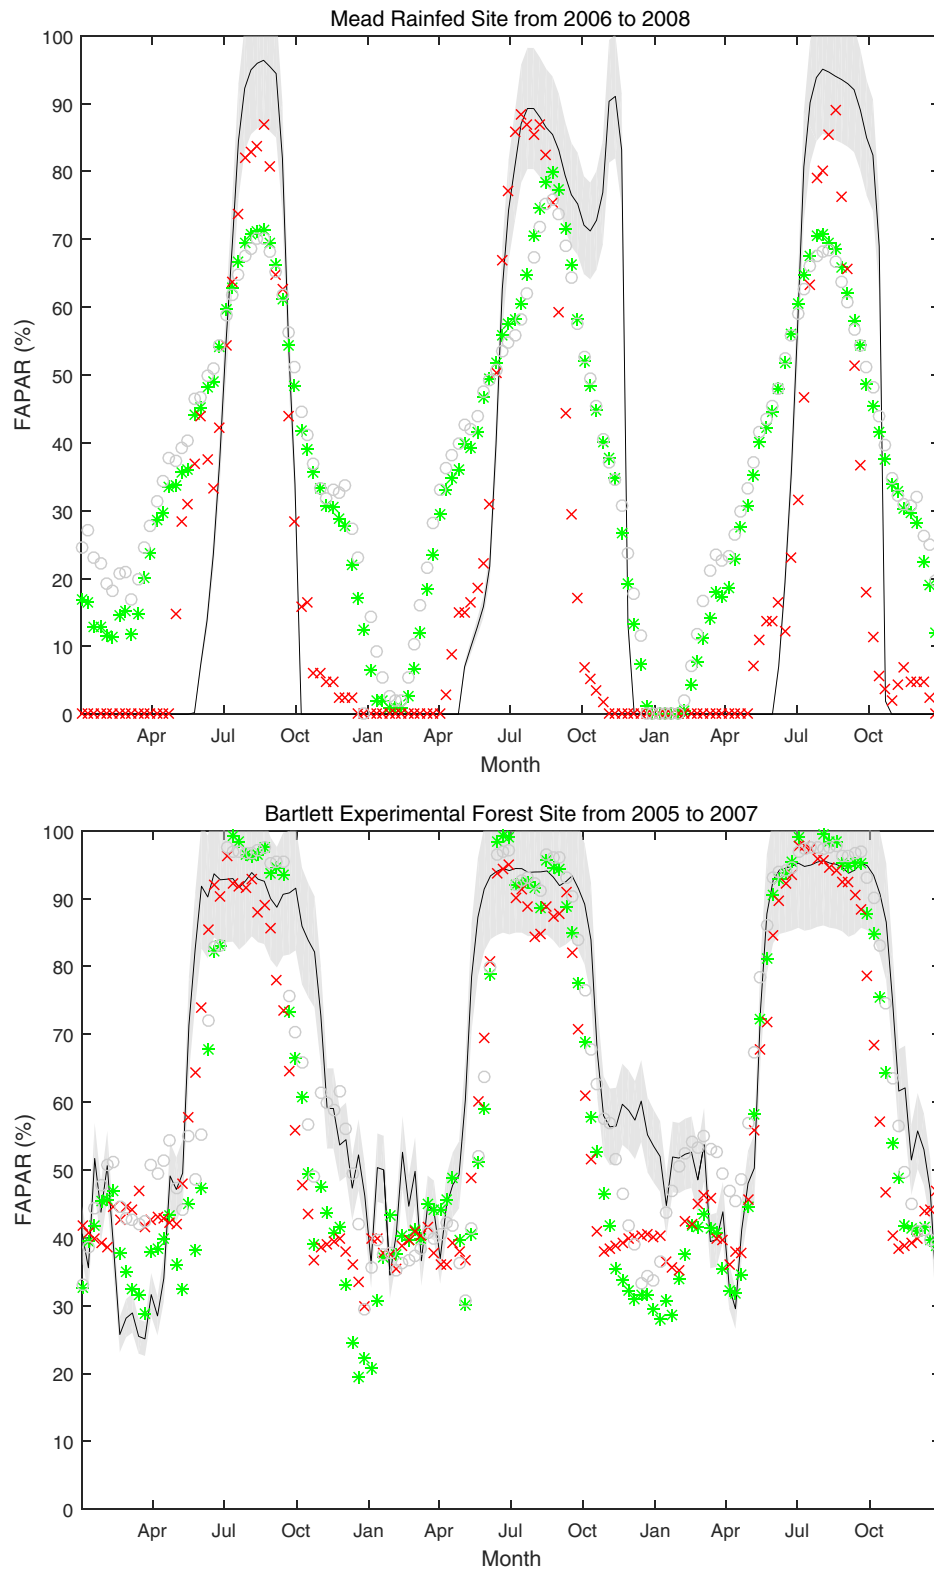 Mead Rainfed Site from 2006 to 2008
100
90
80
70
60
50
40
30
20
10
0
FAPAR (%)
Apr Jul Oct Jan Apr Jul Oct Jan Apr Jul Oct
Month
Bartlett Experimental Forest Site from 2005 to 2007
100
90
80
70
60
50
40
30
20
10
0
FAPAR (%)
Apr Jul Oct Jan Apr Jul Oct Jan Apr Jul Oct
Month